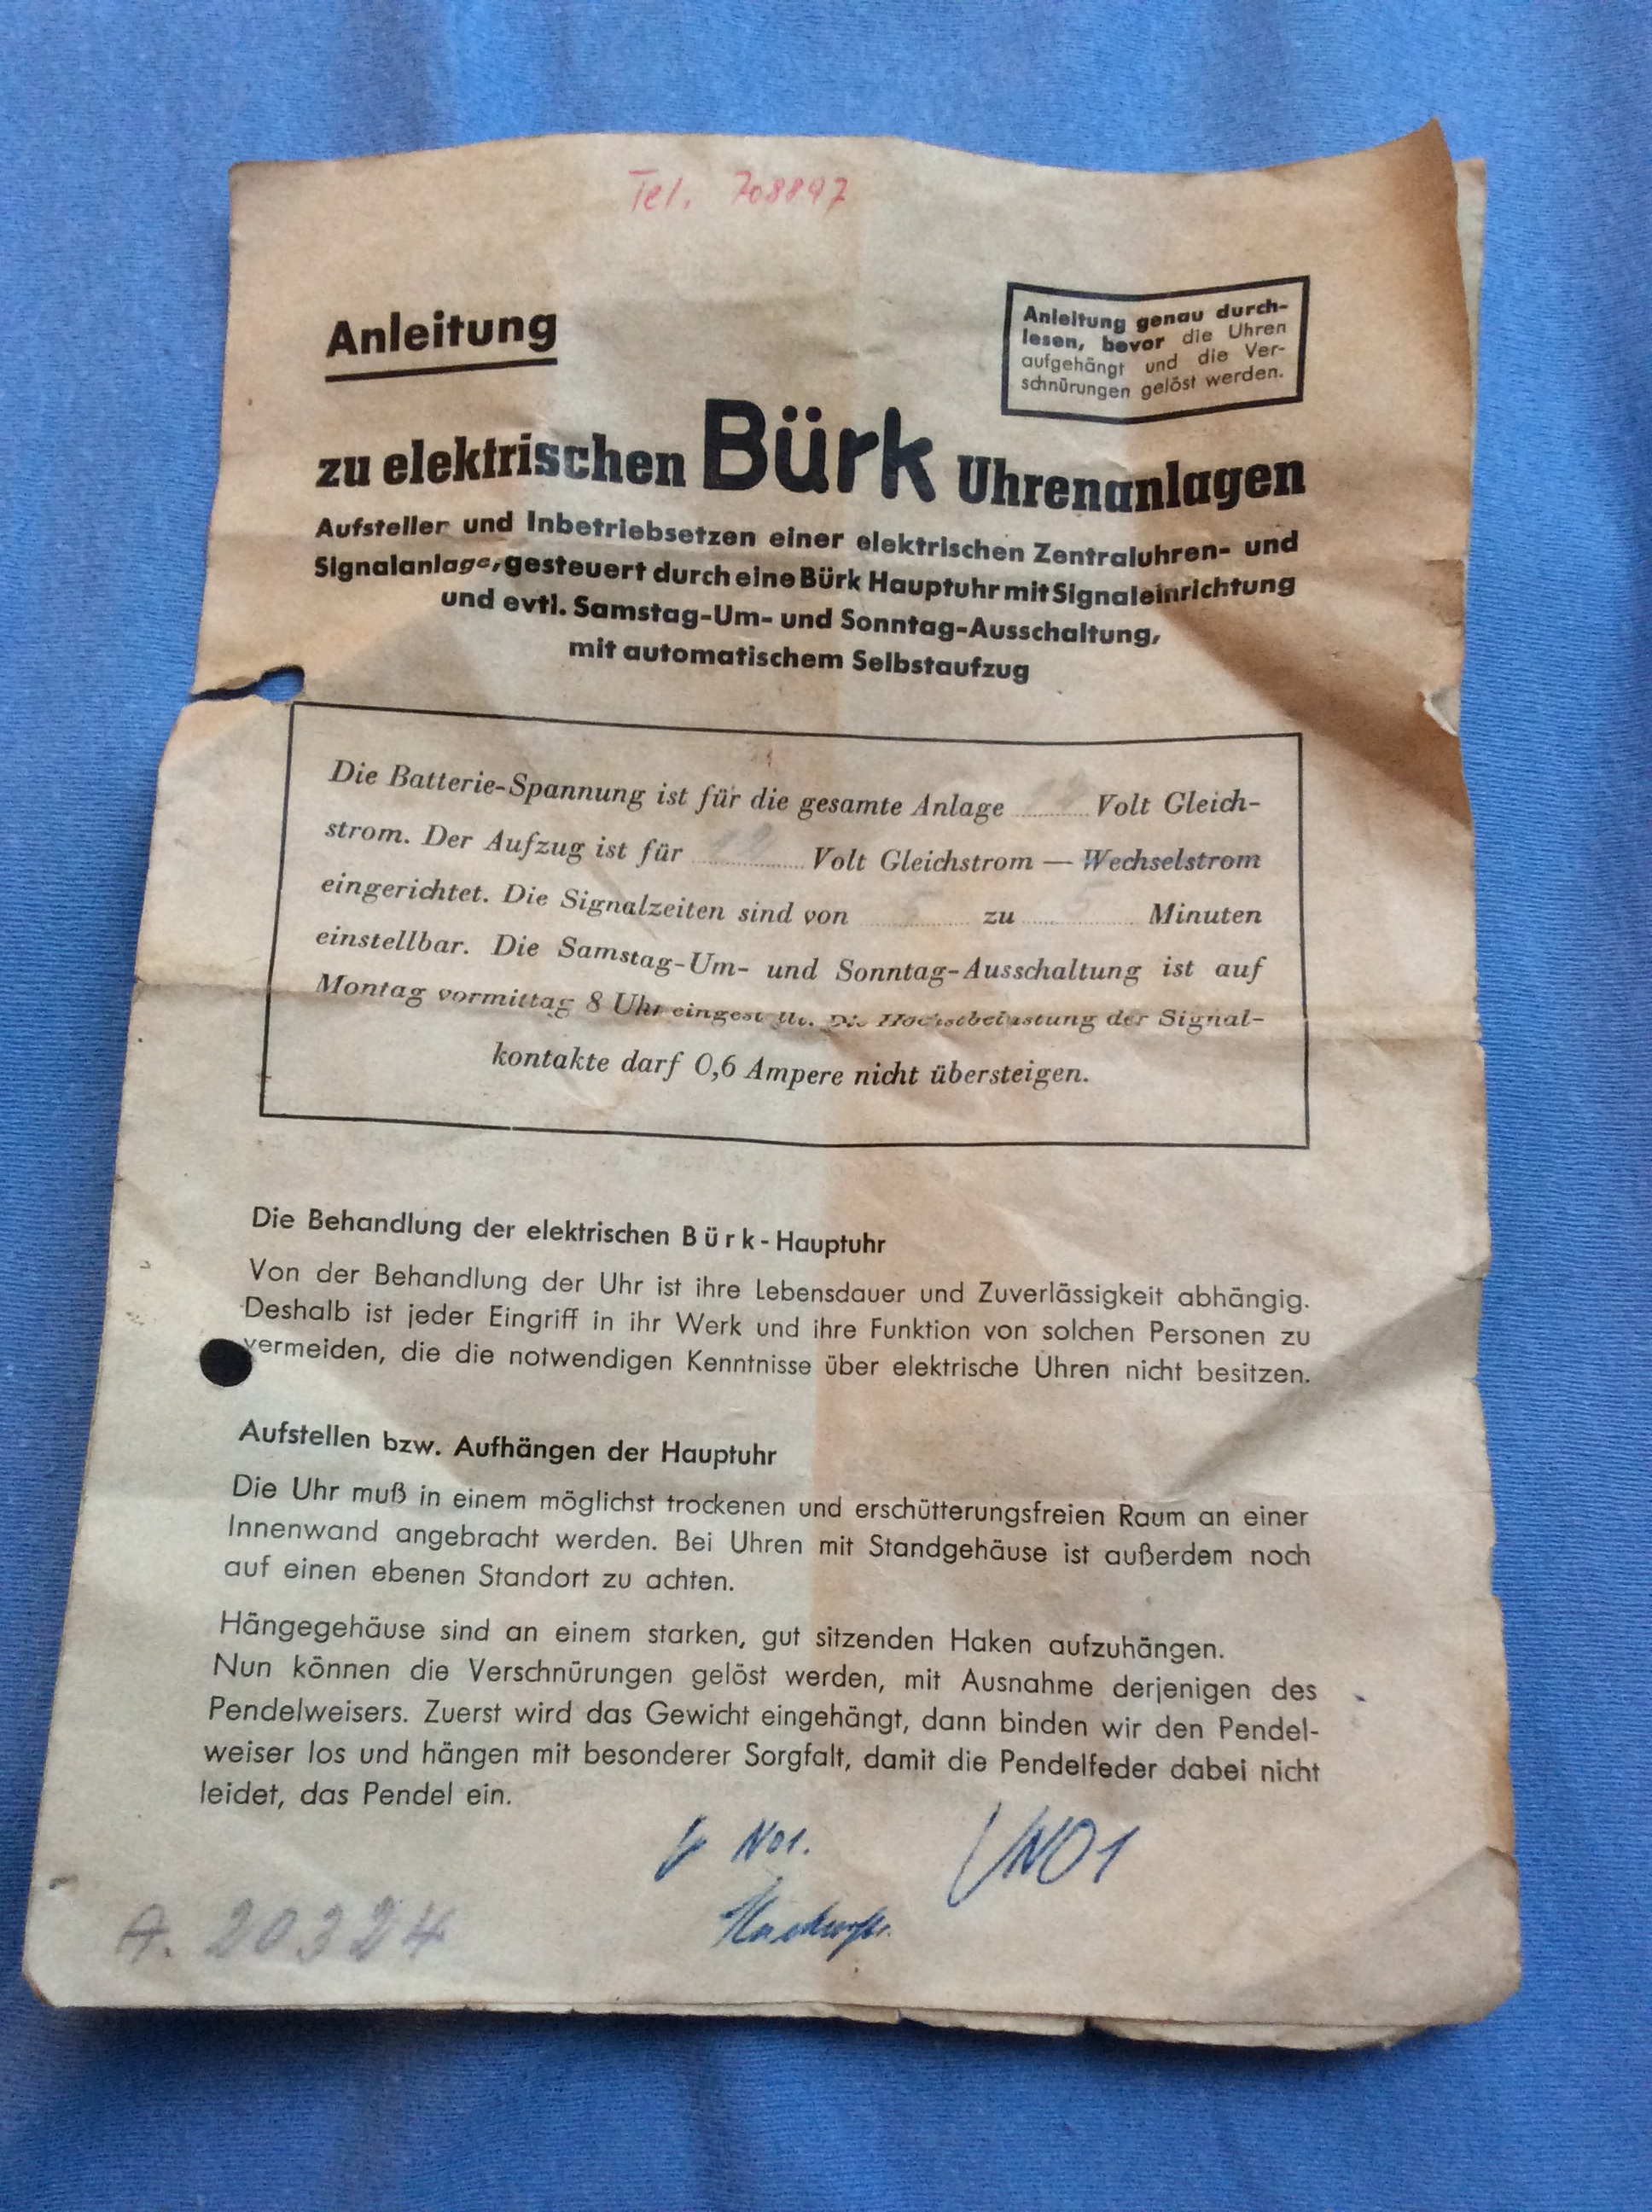 Tel. 708897
Anleitung
Anleitung genau durch-
lesen, bevor die Uhren
aufgehängt und die Ver-
schnürungen gelöst werden.
zu elektrischen Bürk Uhrenanlagen
Aufsteller und Inbetriebsetzen einer elektrischen Zentraluhren- und
Signalanlage, gesteuert durch eine Bürk Hauptuhr mit Signaleinrichtung
und evtl. Samstag-Um- und Sonntag-Ausschaltung,
mit automatischem Selbstaufzug
Die Batterie-Spannung ist für die gesamte Anlage Volt Gleich-
strom. Der Aufzug ist für 12 Volt Gleichstrom — Wechselstrom
eingerichtet. Die Signalzeiten sind von 5 zu 5 Minuten
einstellbar. Die Samstag-Um- und Sonntag-Ausschaltung ist auf
Montag vormittag 8 Uhr eingestellt. Die Höchstbelastung der Signal-
kontakte darf 0,6 Ampere nicht übersteigen.
Die Behandlung der elektrischen Bürk-Hauptuhr
Von der Behandlung der Uhr ist ihre Lebensdauer und Zuverlässigkeit abhängig.
Deshalb ist jeder Eingriff in ihr Werk und ihre Funktion von solchen Personen zu
vermeiden, die die notwendigen Kenntnisse über elektrische Uhren nicht besitzen.
Aufstellen bzw. Aufhängen der Hauptuhr
Die Uhr muß in einem möglichst trockenen und erschütterungsfreien Raum an einer
Innenwand angebracht werden. Bei Uhren mit Standgehäuse ist außerdem noch
auf einen ebenen Standort zu achten.
Hängegehäuse sind an einem starken, gut sitzenden Haken aufzuhängen.
Nun können die Verschnürungen gelöst werden, mit Ausnahme derjenigen des
Pendelweisers. Zuerst wird das Gewicht eingehängt, dann binden wir den Pendel-
weiser los und hängen mit besonderer Sorgfalt, damit die Pendelfeder dabei nicht
leidet, das Pendel ein.
No1.
NO1
A. 20324